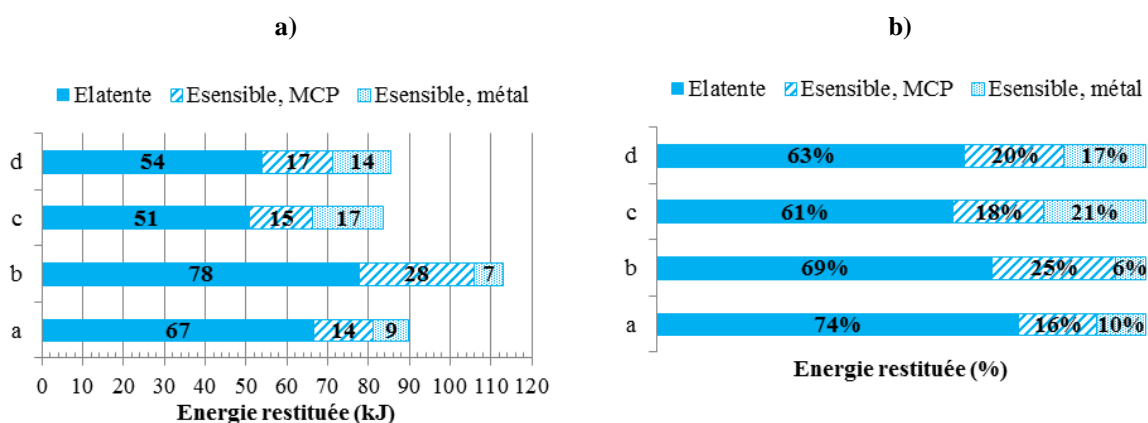 a)
Elatente Esensible, MCP Esensible, métal
d 54 17 14
c 51 15 17
b 78 28 7
a 67 14 9
0 10 20 30 40 50 60 70 80 90 100 110 120
Energie restituée (kJ)
b)
Elatente Esensible, MCP Esensible, métal
d 63% 20% 17%
c 61% 18% 21%
b 69% 25% 6%
a 74% 16% 10%
Energie restituée (%)